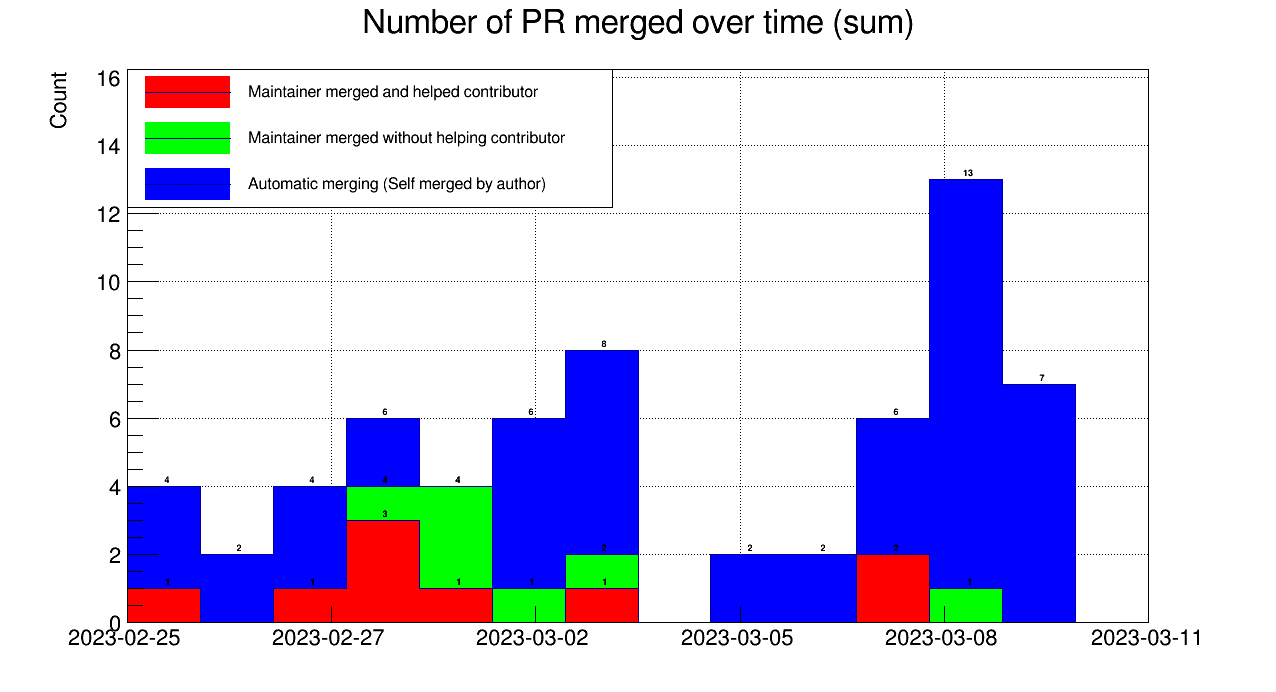 Number of PR merged over time (sum)
Count
16
14
12
10
8
6
4
2
0
Maintainer merged and helped contributor
Maintainer merged without helping contributor
Automatic merging (Self merged by author)
4 2 4 6 4 6 8 2 2 6 13 7
4 2 2
1 1 3 1 1 1 1
2023-02-25 2023-02-27 2023-03-02 2023-03-05 2023-03-08 2023-03-11